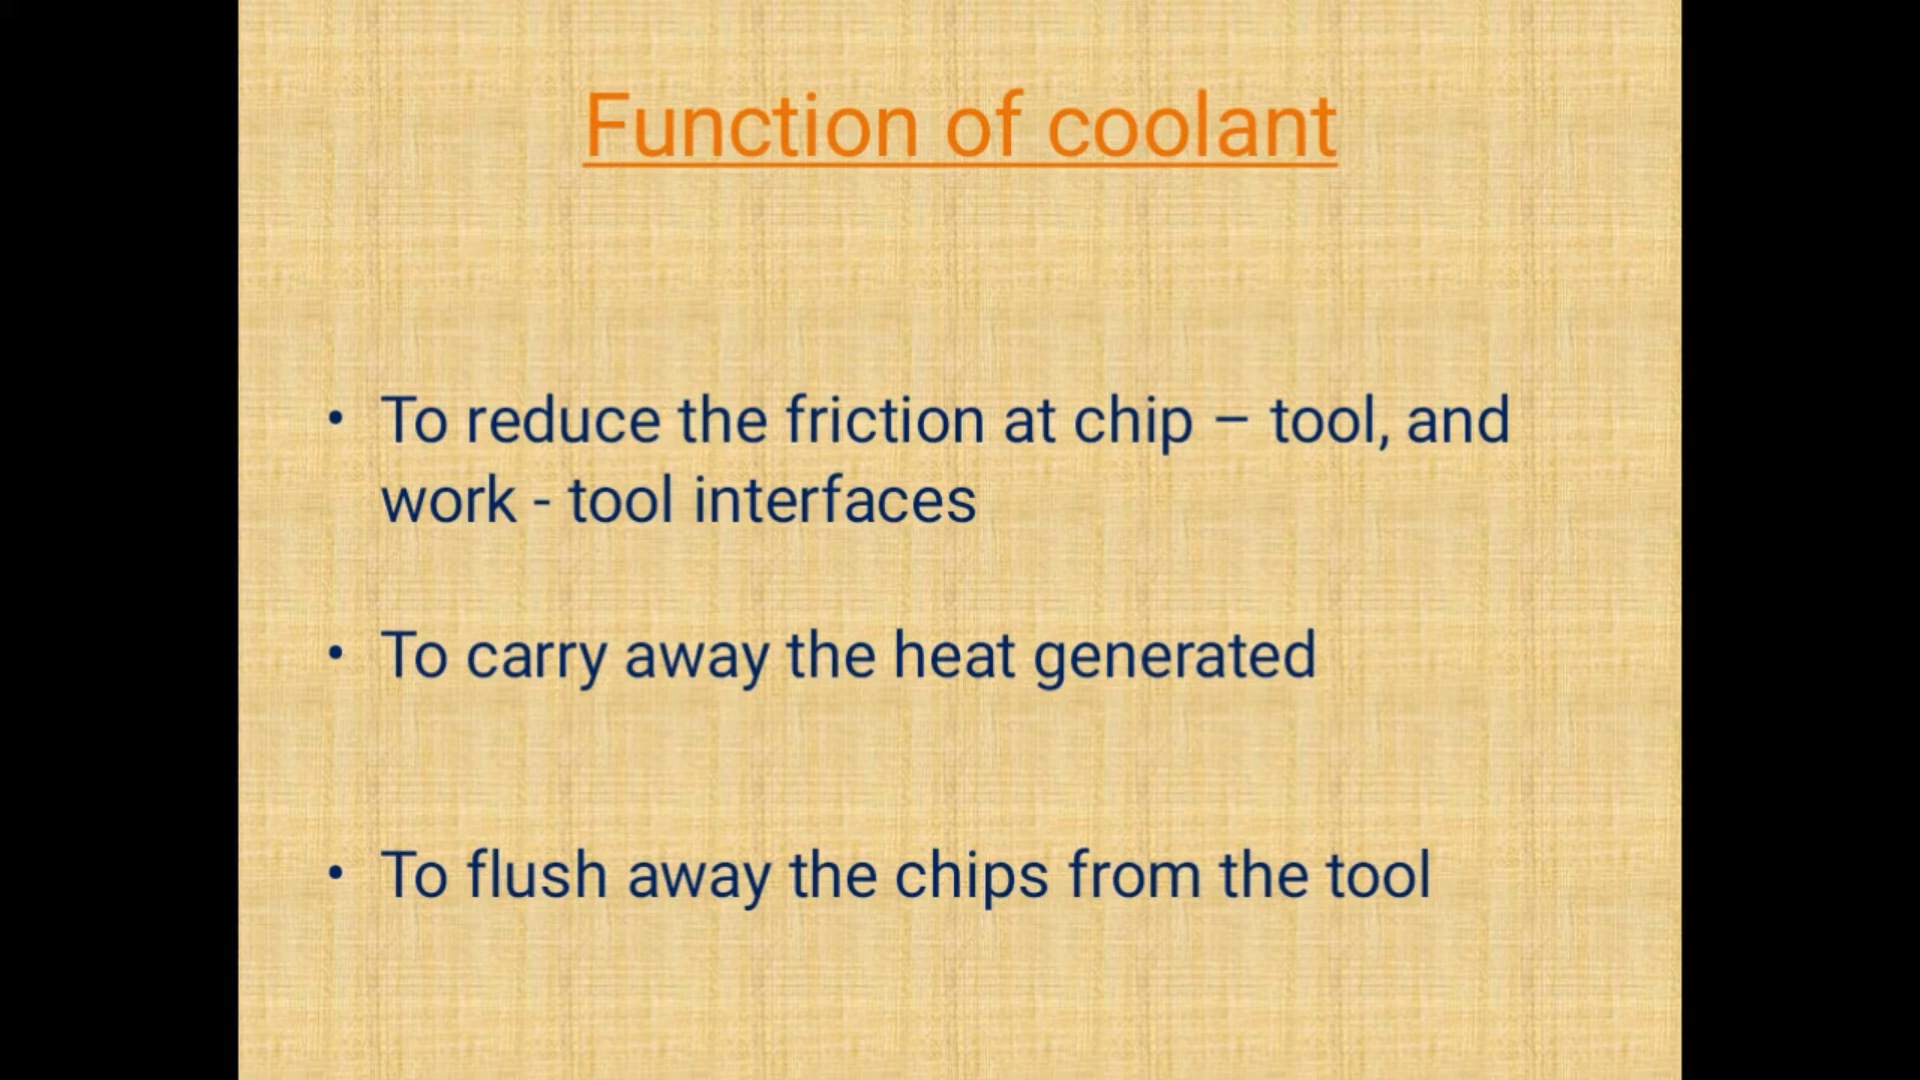 Function of coolant
• To reduce the friction at chip – tool, and
work - tool interfaces
• To carry away the heat generated
• To flush away the chips from the tool